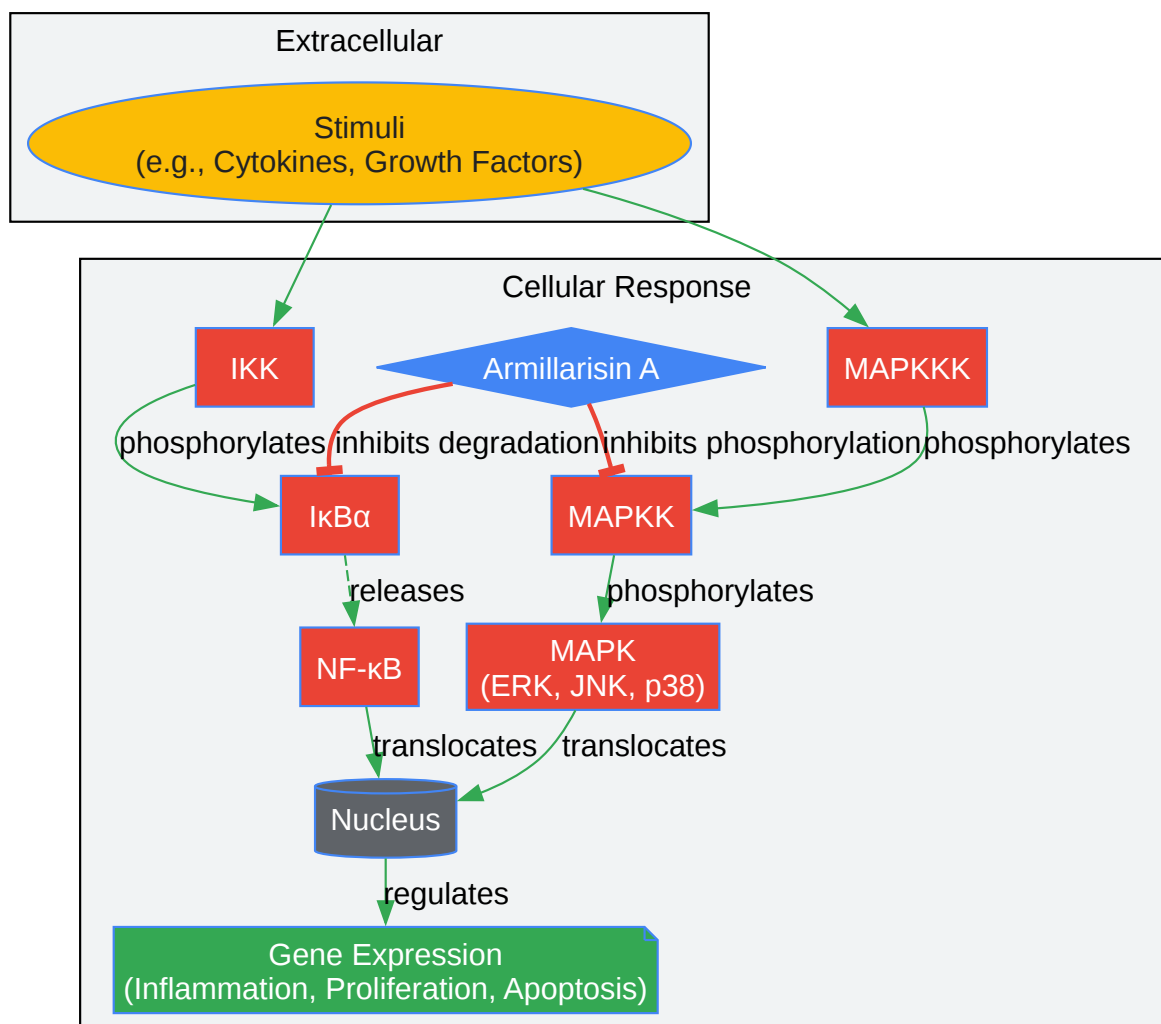 Extracellular
Stimuli
(e.g., Cytokines, Growth Factors)
Cellular Response
IKK
Armillarisin A
MAPKKK
phosphorylates
inhibits degradation
inhibits phosphorylation
phosphorylates
IκBα
MAPKK
releases
phosphorylates
NF-κB
MAPK
(ERK, JNK, p38)
translocates
translocates
Nucleus
regulates
Gene Expression
(Inflammation, Proliferation, Apoptosis)